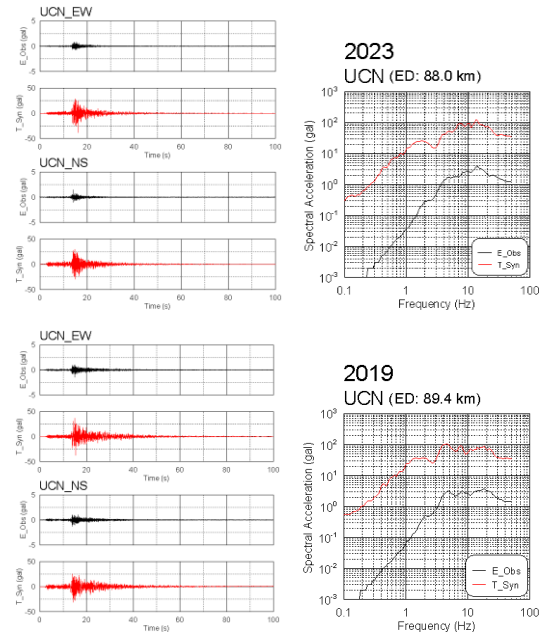 UCN_EW
E_Obs (gal)
5
0
-5
T_Syn (gal)
50
0
-50
0 20 40 60 80 100
Time (s)
UCN_NS
E_Obs (gal)
5
0
-5
T_Syn (gal)
50
0
-50
0 20 40 60 80 100
Time (s)
2023
UCN (ED: 88.0 km)
Spectral Acceleration (gal)
10³
10²
10¹
10⁰
10⁻¹
10⁻²
10⁻³
E_Obs
T_Syn
0.1 1 10 100
Frequency (Hz)
UCN_EW
E_Obs (gal)
5
0
-5
T_Syn (gal)
50
0
-50
0 20 40 60 80 100
Time (s)
UCN_NS
E_Obs (gal)
5
0
-5
T_Syn (gal)
50
0
-50
0 20 40 60 80 100
Time (s)
2019
UCN (ED: 89.4 km)
Spectral Acceleration (gal)
10³
10²
10¹
10⁰
10⁻¹
10⁻²
10⁻³
E_Obs
T_Syn
0.1 1 10 100
Frequency (Hz)